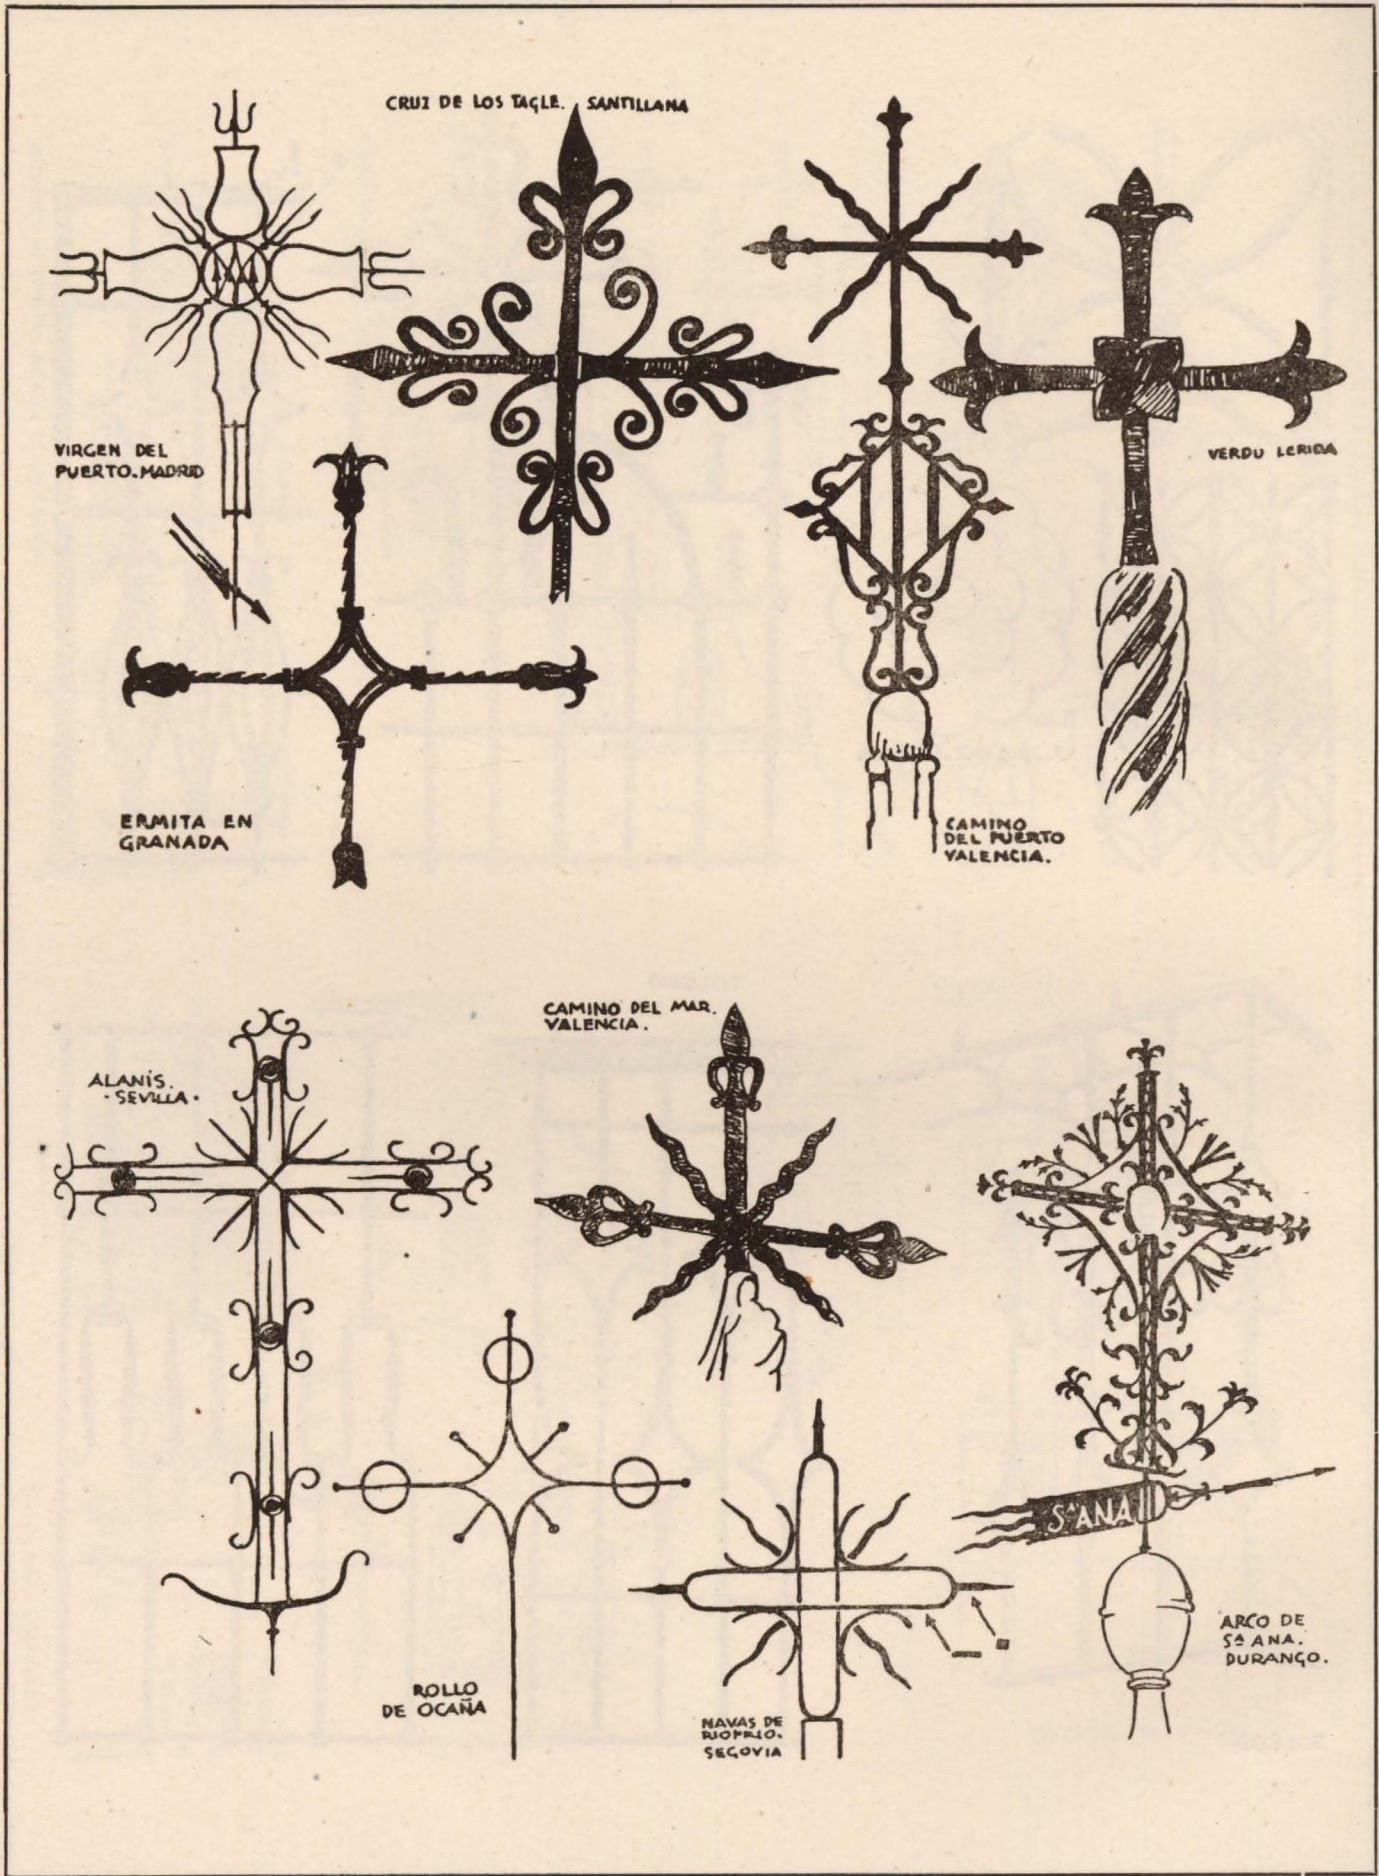 CRUZ DE LOS TAGLE. SANTILLANA
VIRGEN DEL
PUERTO. MADRID
VERDU LERIDA
ERMITA EN
GRANADA
CAMINO
DEL PUERTO
VALENCIA.
CAMINO DEL MAR.
VALENCIA.
ALANÍS.
· SEVILLA ·
Sᴬ ANA
ARCO DE
Sᴬ ANA.
DURANGO.
ROLLO
DE OCAÑA
NAVAS DE
RIOFRIO.
SEGOVIA